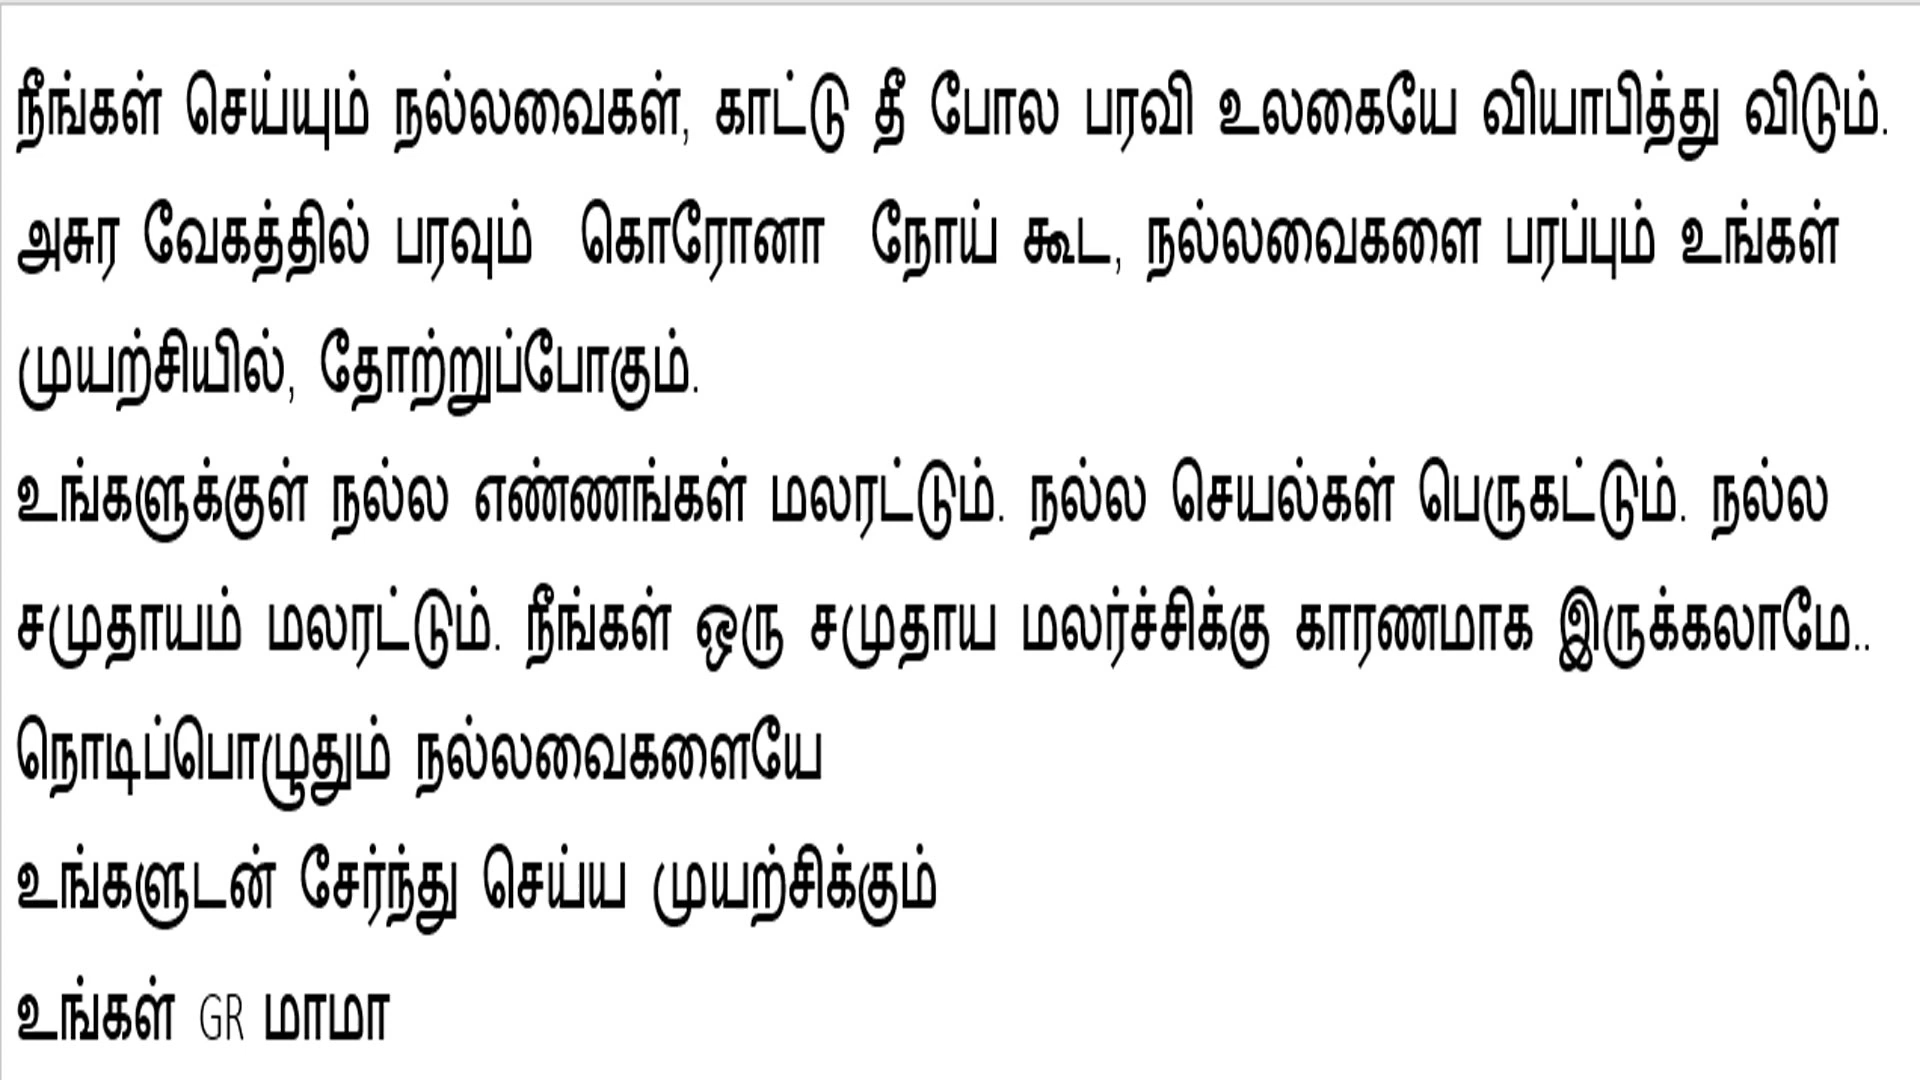 நீங்கள் செய்யும் நல்லவைகள், காட்டு தீ போல பரவி உலகையே வியாபித்து விடும்.
அசுர வேகத்தில் பரவும் கொரோனா நோய் கூட, நல்லவைகளை பரப்பும் உங்கள்
முயற்சியில், தோற்றுப்போகும்.
உங்களுக்குள் நல்ல எண்ணங்கள் மலரட்டும். நல்ல செயல்கள் பெருகட்டும். நல்ல
சமுதாயம் மலரட்டும். நீங்கள் ஒரு சமுதாய மலர்ச்சிக்கு காரணமாக இருக்கலாமே..
நொடிப்பொழுதும் நல்லவைகளையே
உங்களுடன் சேர்ந்து செய்ய முயற்சிக்கும்
உங்கள் GR மாமா